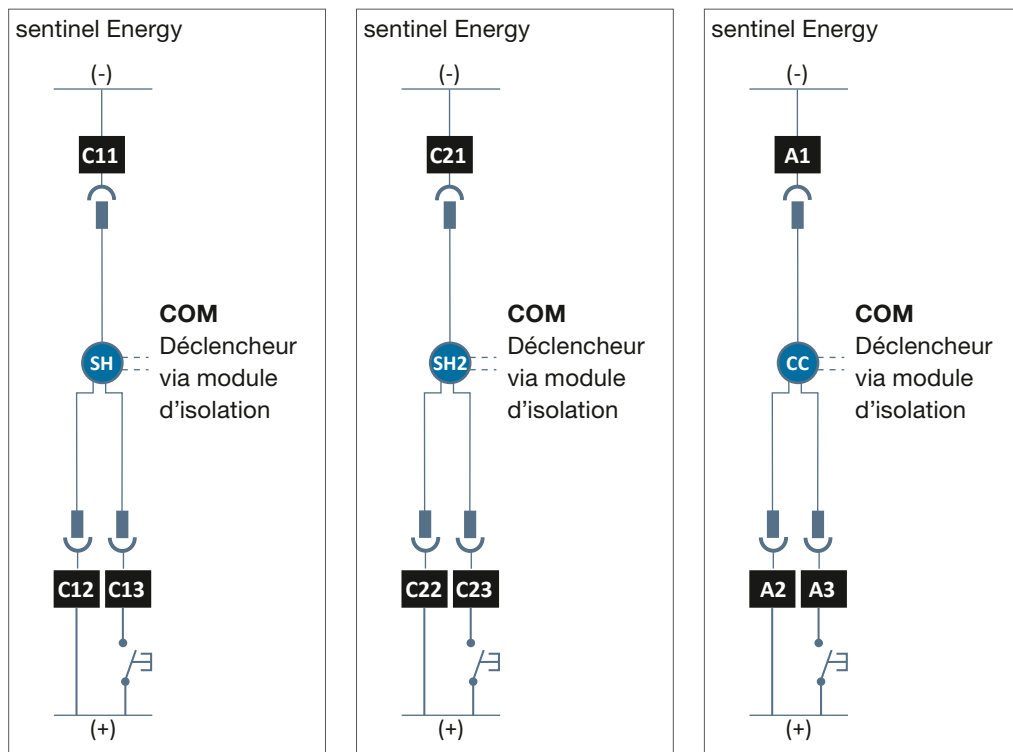 sentinel Energy
(-)
C11
COM
Déclencheur
via module
d'isolation
SH
C12 C13
(+)
sentinel Energy
(-)
C21
COM
Déclencheur
via module
d'isolation
SH2
C22 C23
(+)
sentinel Energy
(-)
A1
COM
Déclencheur
via module
d'isolation
CC
A2 A3
(+)